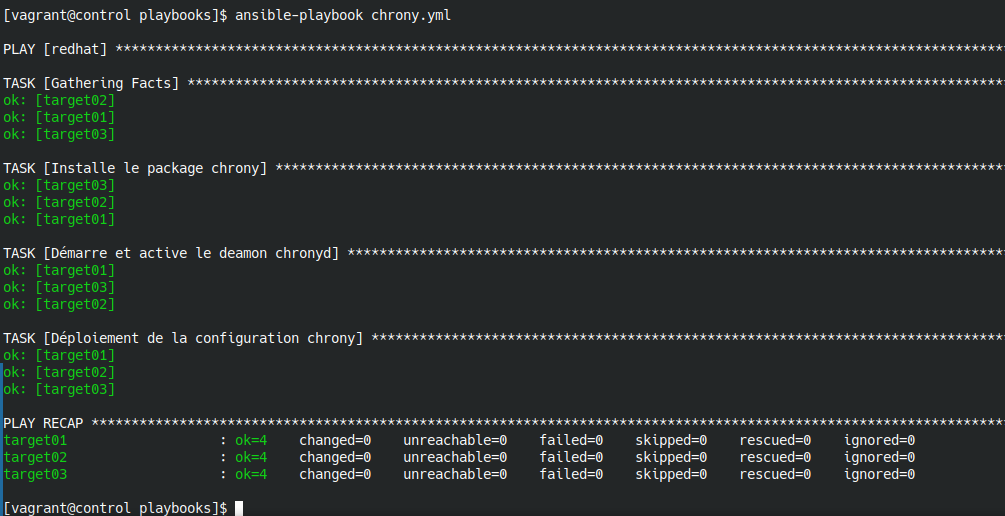 [vagrant@control playbooks]$ ansible-playbook chrony.yml
PLAY [redhat] ***************************************************************************************************************
TASK [Gathering Facts] ******************************************************************************************************
ok: [target02]
ok: [target01]
ok: [target03]
TASK [Installe le package chrony] *******************************************************************************************
ok: [target03]
ok: [target02]
ok: [target01]
TASK [Démarre et active le deamon chronyd] **********************************************************************************
ok: [target01]
ok: [target03]
ok: [target02]
TASK [Déploiement de la configuration chrony] *******************************************************************************
ok: [target01]
ok: [target02]
ok: [target03]
PLAY RECAP ******************************************************************************************************************
target01                   : ok=4    changed=0    unreachable=0    failed=0    skipped=0    rescued=0    ignored=0
target02                   : ok=4    changed=0    unreachable=0    failed=0    skipped=0    rescued=0    ignored=0
target03                   : ok=4    changed=0    unreachable=0    failed=0    skipped=0    rescued=0    ignored=0
[vagrant@control playbooks]$